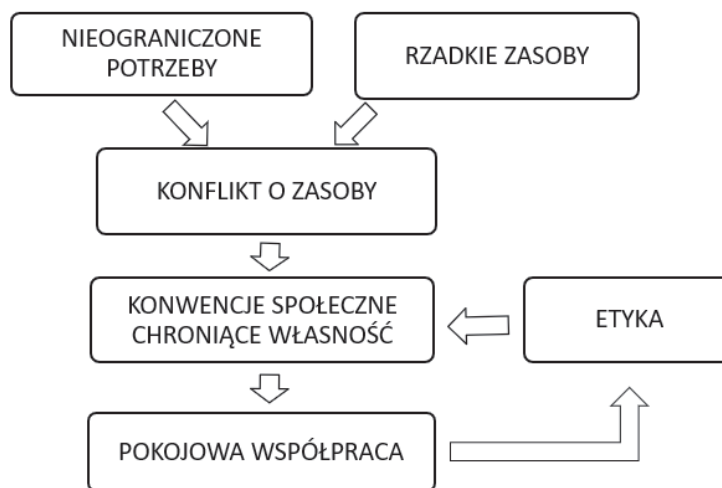 NIEOGRANICZONE
POTRZEBY
RZADKIE ZASOBY
KONFLIKT O ZASOBY
KONWENCJE SPOŁECZNE
CHRONIĄCE WŁASNOŚĆ
ETYKA
POKOJOWA WSPÓŁPRACA